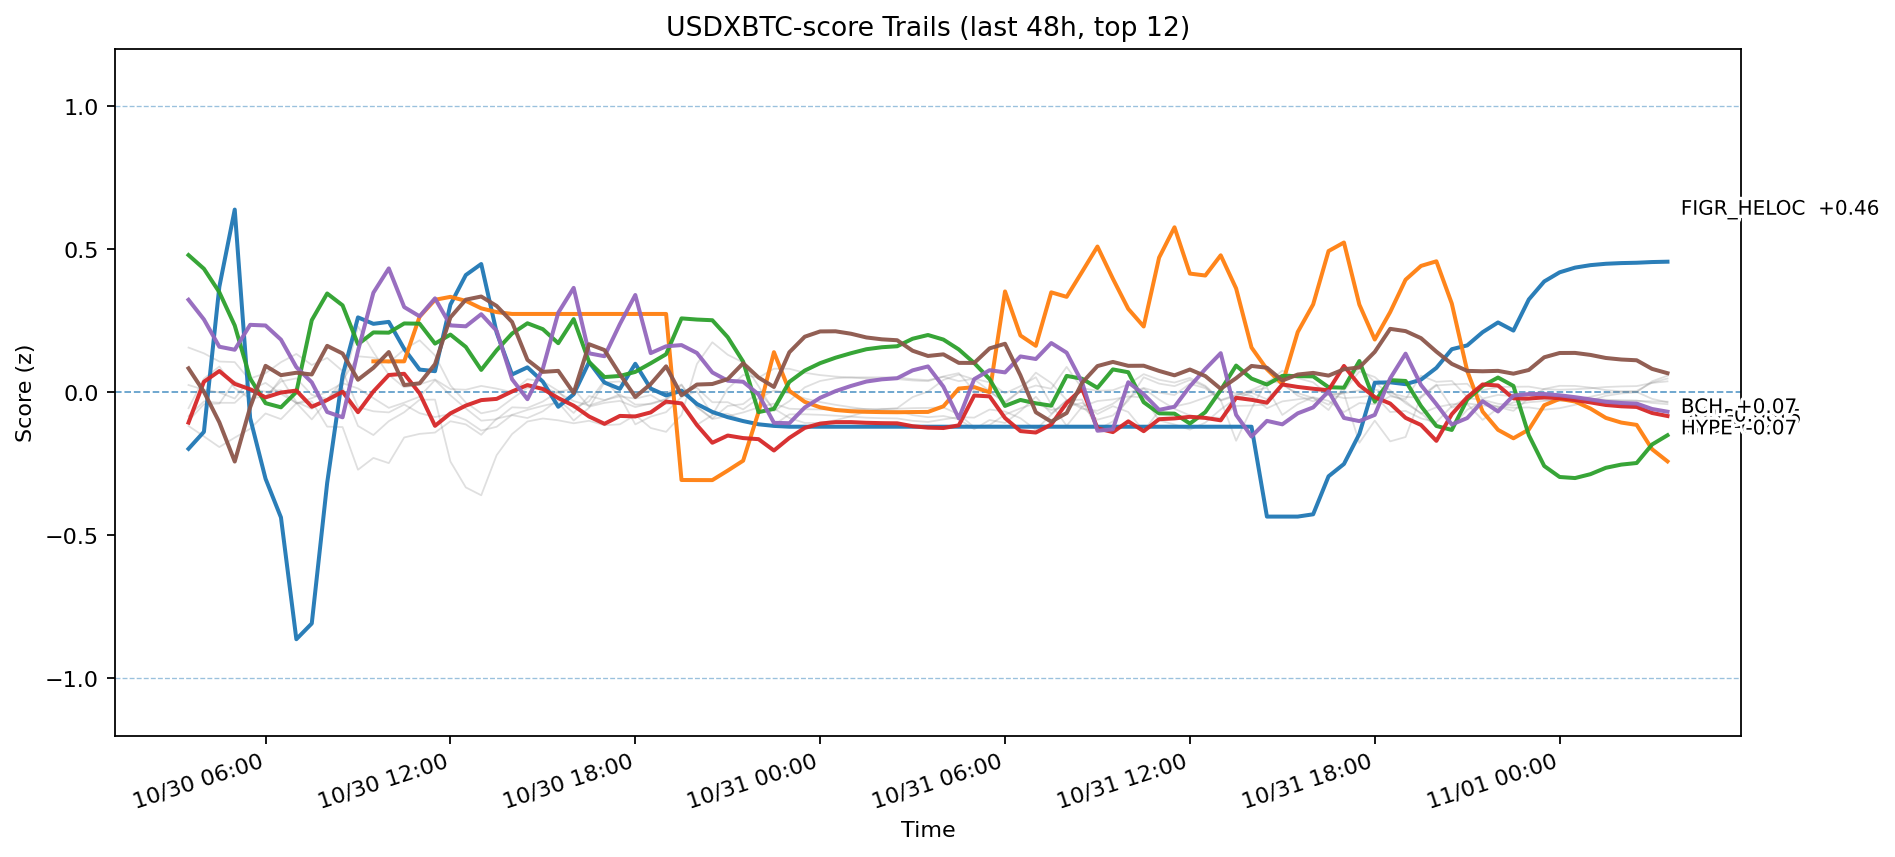 USDXBTC-score Trails (last 48h, top 12)
Score (z)
1.0
0.5
0.0
−0.5
−1.0
FIGR_HELOC +0.46
BCH +0.07
HYPE -0.07
10/30 06:00
10/30 12:00
10/30 18:00
10/31 00:00
10/31 06:00
10/31 12:00
10/31 18:00
11/01 00:00
Time